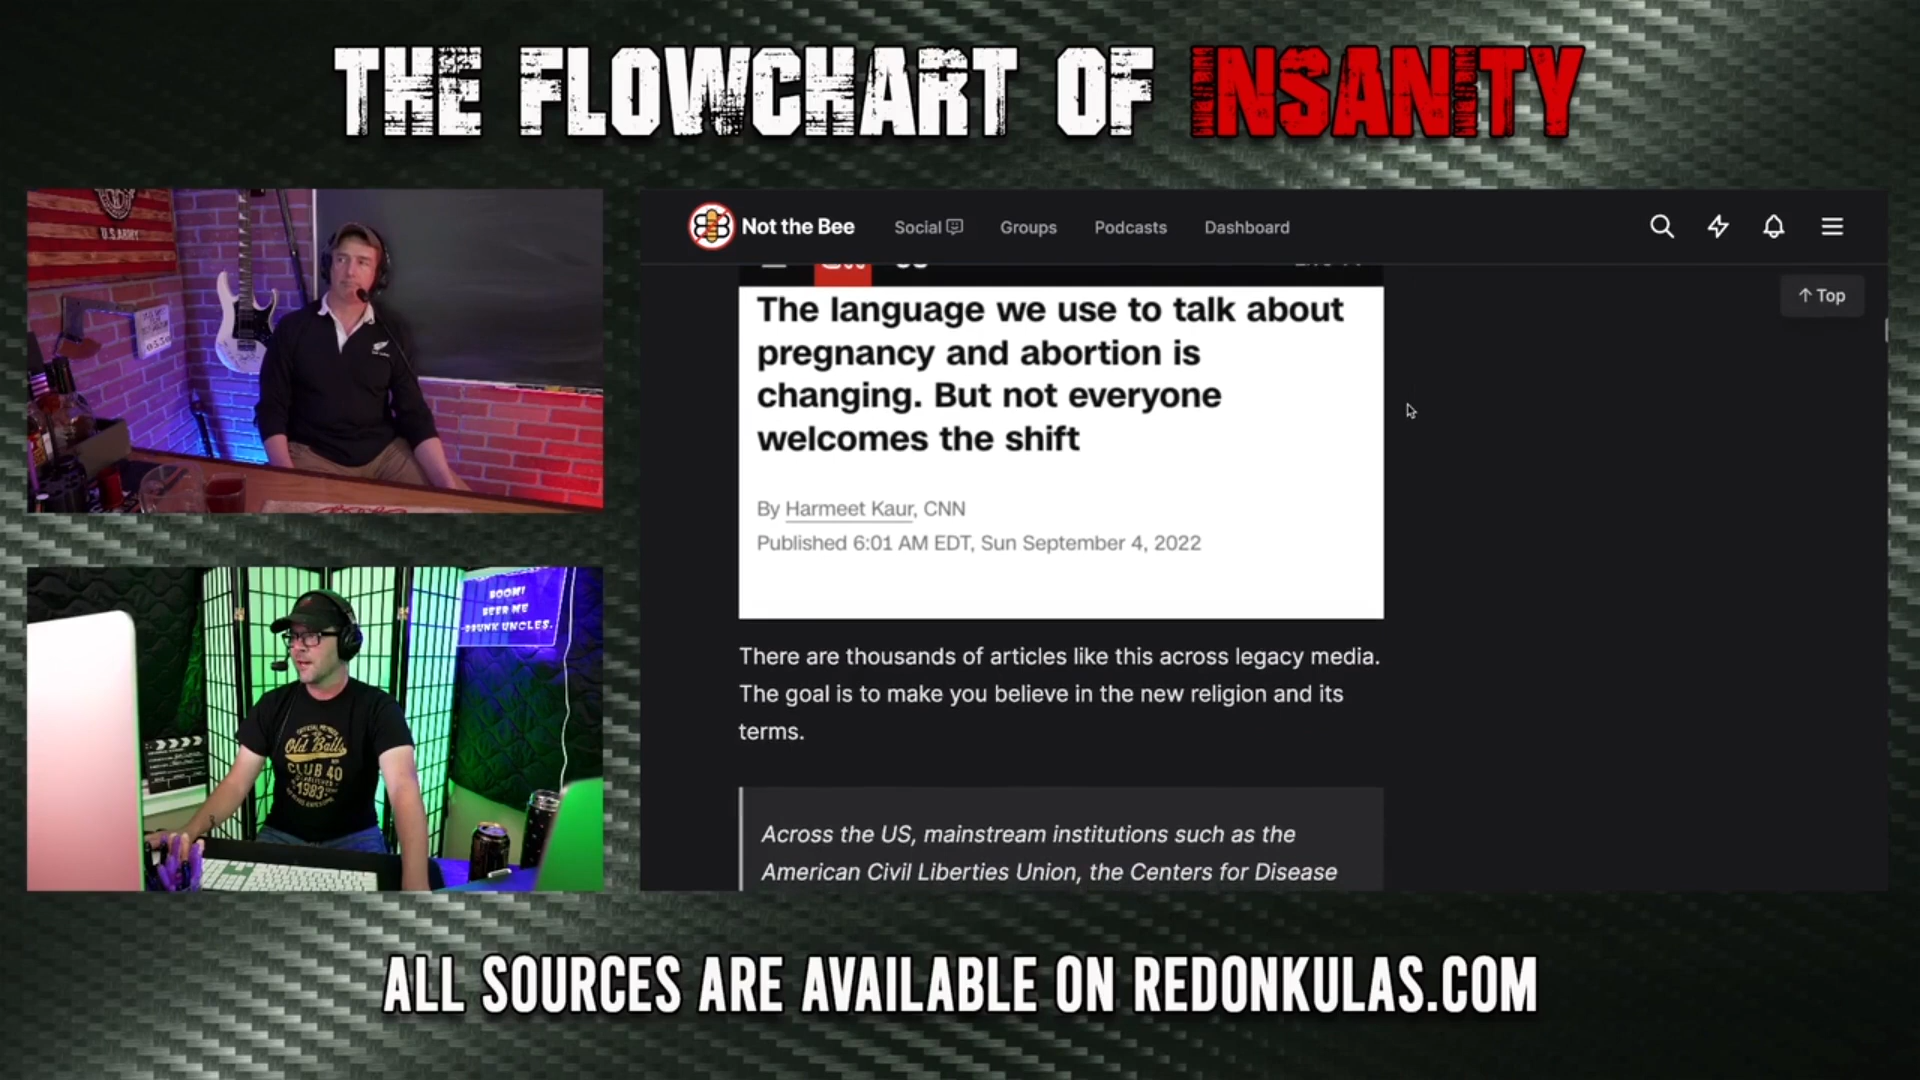 THE FLOWCHART OF INSANITY
U.S. ARMY
Not the Bee
Social
Groups
Podcasts
Dashboard
↑ Top
The language we use to talk about
pregnancy and abortion is
changing. But not everyone
welcomes the shift
By Harmeet Kaur, CNN
Published 6:01 AM EDT, Sun September 4, 2022
There are thousands of articles like this across legacy media.
The goal is to make you believe in the new religion and its
terms.
Across the US, mainstream institutions such as the
American Civil Liberties Union, the Centers for Disease
BOOM!
BEER ME
DRUNK UNCLES.
Old Balls
CLUB 40
1983
ALL SOURCES ARE AVAILABLE ON REDONKULAS.COM